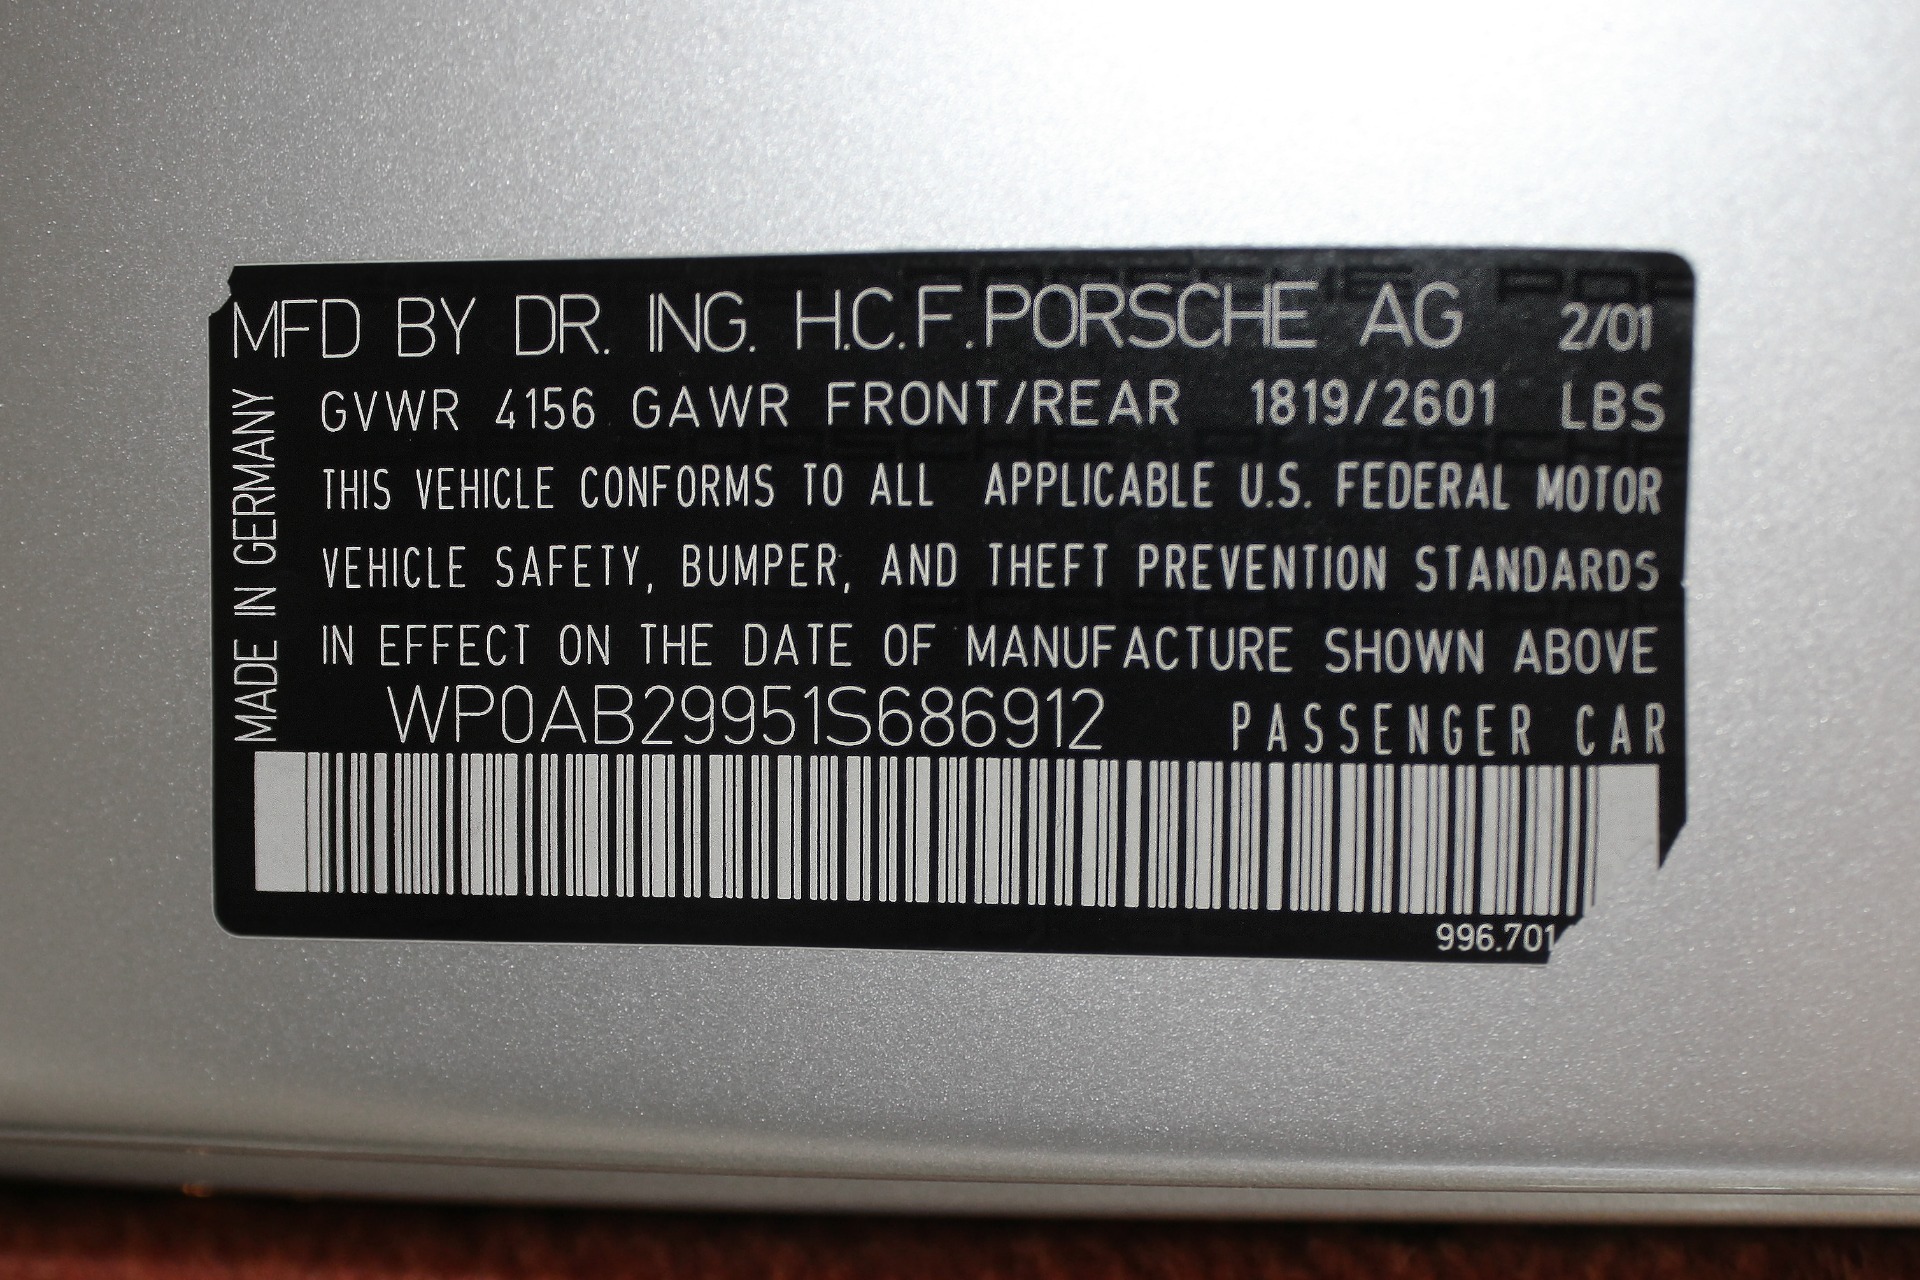 MFD BY DR. ING. H.C.F.PORSCHE AG 2/01
GVWR 4156 GAWR FRONT/REAR 1819/2601 LBS
THIS VEHICLE CONFORMS TO ALL APPLICABLE U.S. FEDERAL MOTOR
VEHICLE SAFETY, BUMPER, AND THEFT PREVENTION STANDARDS
IN EFFECT ON THE DATE OF MANUFACTURE SHOWN ABOVE
WP0AB29951S686912 PASSENGER CAR
996.701
MADE IN GERMANY